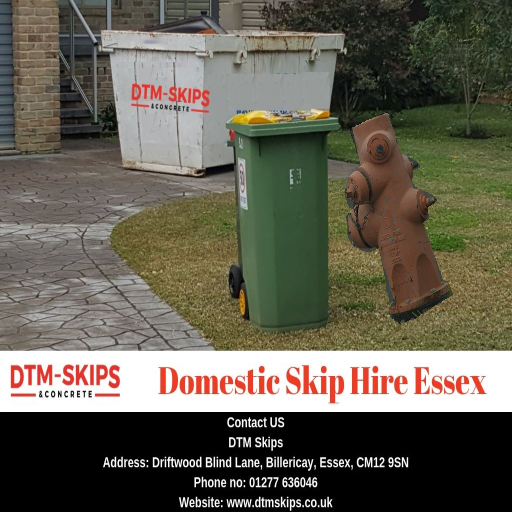 DTM-SKIPS
& CONCRETE
DTM-SKIPS
&CONCRETE
Domestic Skip Hire Essex
Contact US
DTM Skips
Address: Driftwood Blind Lane, Billericay, Essex, CM12 9SN
Phone no: 01277 636046
Website: www.dtmskips.co.uk